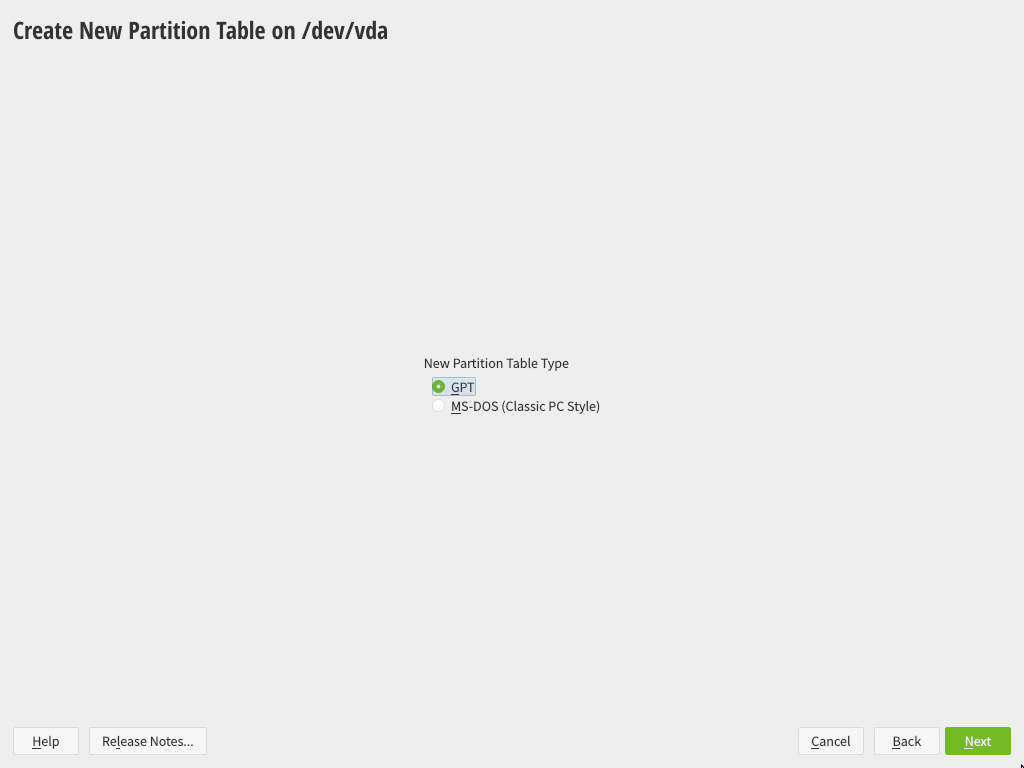 Create New Partition Table on /dev/vda
New Partition Table Type
GPT
MS-DOS (Classic PC Style)
Help Release Notes... Cancel Back Next